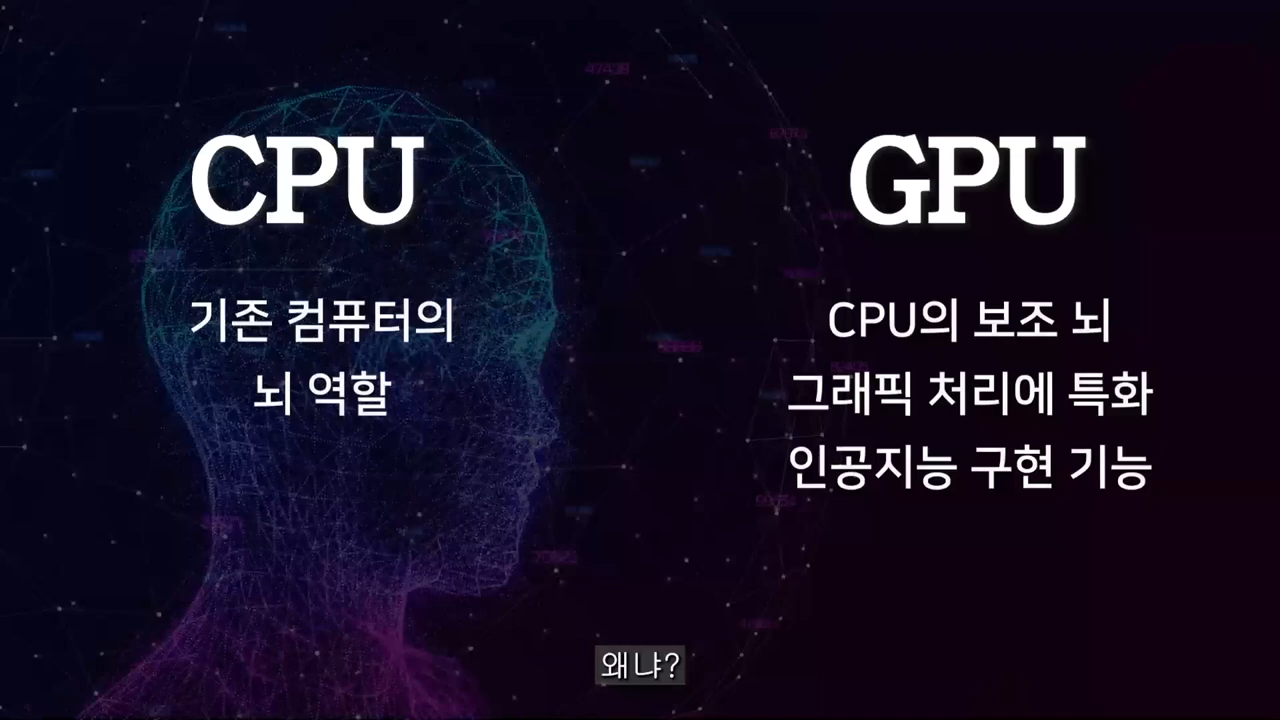 CPU
기존 컴퓨터의
뇌 역할
GPU
CPU의 보조 뇌
그래픽 처리에 특화
인공지능 구현 기능
왜냐?